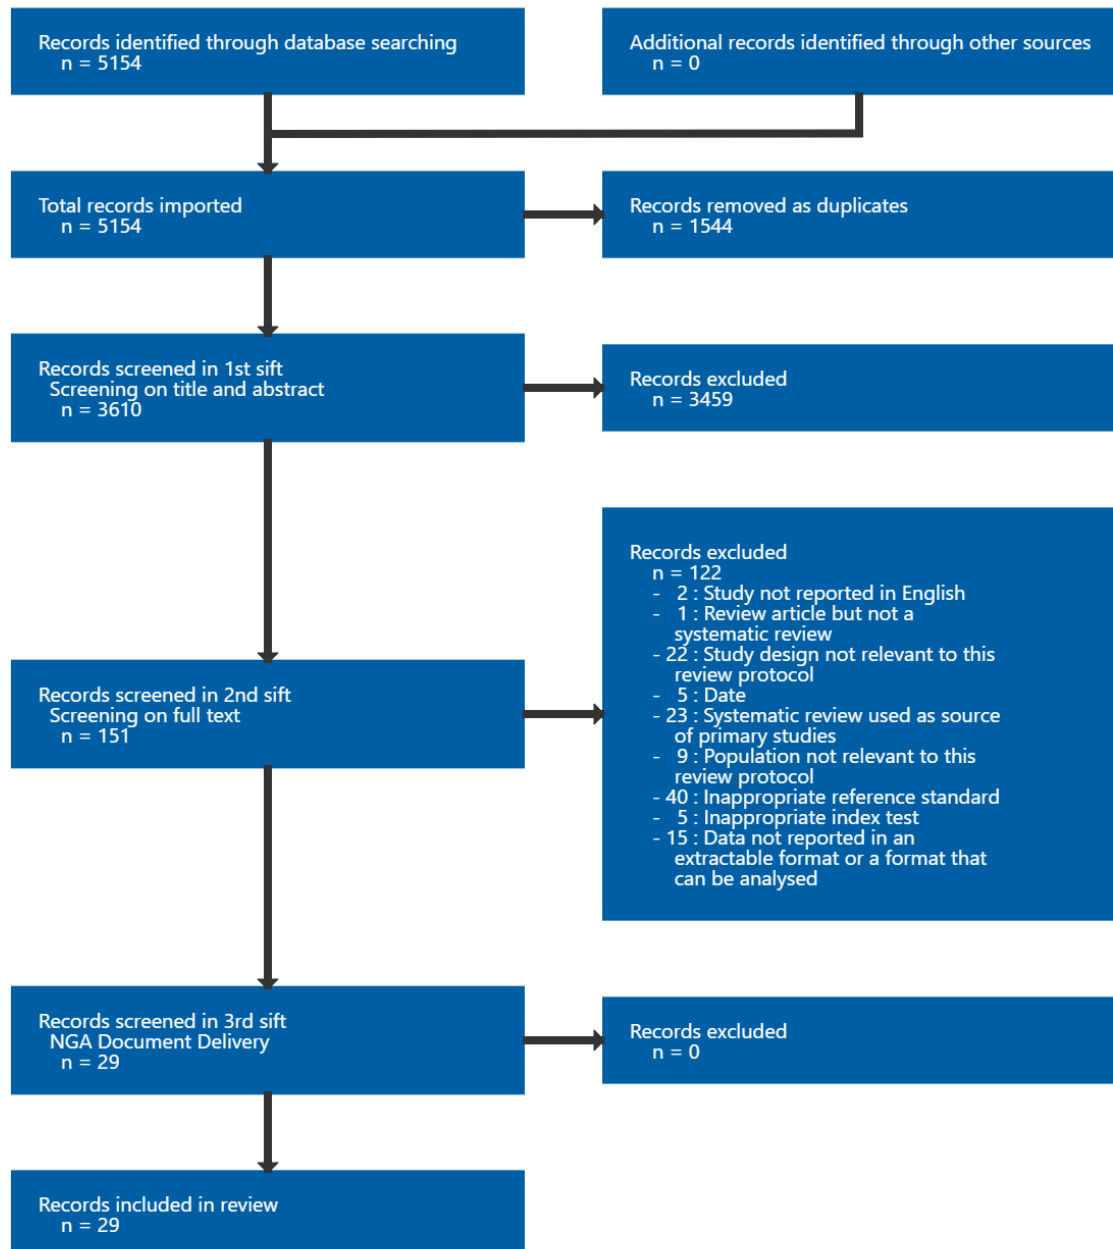 Records identified through database searching
n = 5154
Additional records identified through other sources
n = 0
Total records imported
n = 5154
Records removed as duplicates
n = 1544
Records screened in 1st sift
Screening on title and abstract
n = 3610
Records excluded
n = 3459
Records screened in 2nd sift
Screening on full text
n = 151
Records excluded
n = 122
- 2 : Study not reported in English
- 1 : Review article but not a
systematic review
- 22 : Study design not relevant to this
review protocol
- 5 : Date
- 23 : Systematic review used as source
of primary studies
- 9 : Population not relevant to this
review protocol
- 40 : Inappropriate reference standard
- 5 : Inappropriate index test
- 15 : Data not reported in an
extractable format or a format that
can be analysed
Records screened in 3rd sift
NGA Document Delivery
n = 29
Records excluded
n = 0
Records included in review
n = 29